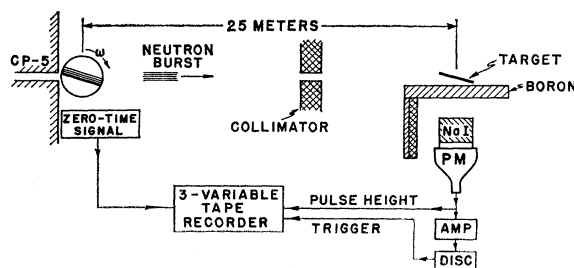 25 METERS
CP-5
ω
NEUTRON
BURST
TARGET
BORON
COLLIMATOR
ZERO-TIME
SIGNAL
NaI
PM
3-VARIABLE
TAPE
RECORDER
PULSE HEIGHT
TRIGGER
AMP
DISC